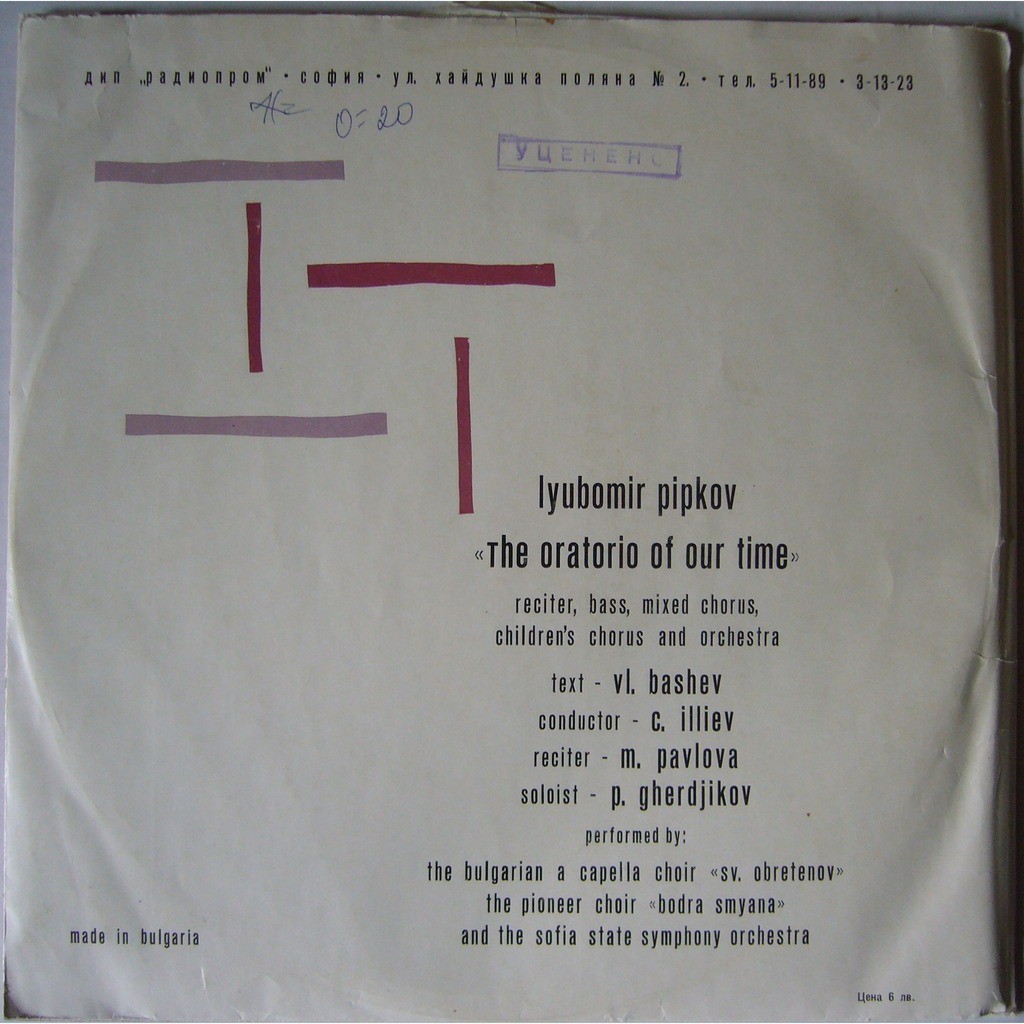 дип „радиопром" · софия · ул. хайдушка поляна № 2. · тел. 5-11-89 · 3-13-23
0=20
УЦЕНЕНО
lyubomir pipkov
«The oratorio of our time»
reciter, bass, mixed chorus,
children's chorus and orchestra
text - vl. bashev
conductor - c. illiev
reciter - m. pavlova
soloist - p. gherdjikov
performed by:
the bulgarian a capella choir «sv. obretenov»
the pioneer choir «bodra smyana»
and the sofia state symphony orchestra
made in bulgaria
Цена 6 лв.